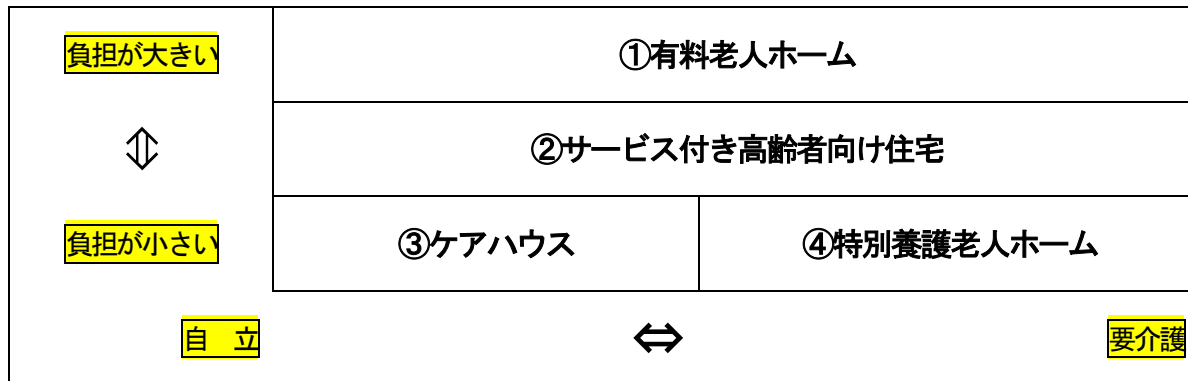 負担が大きい
①有料老人ホーム
⇕
②サービス付き高齢者向け住宅
負担が小さい
③ケアハウス
④特別養護老人ホーム
自　立
⇔
要介護